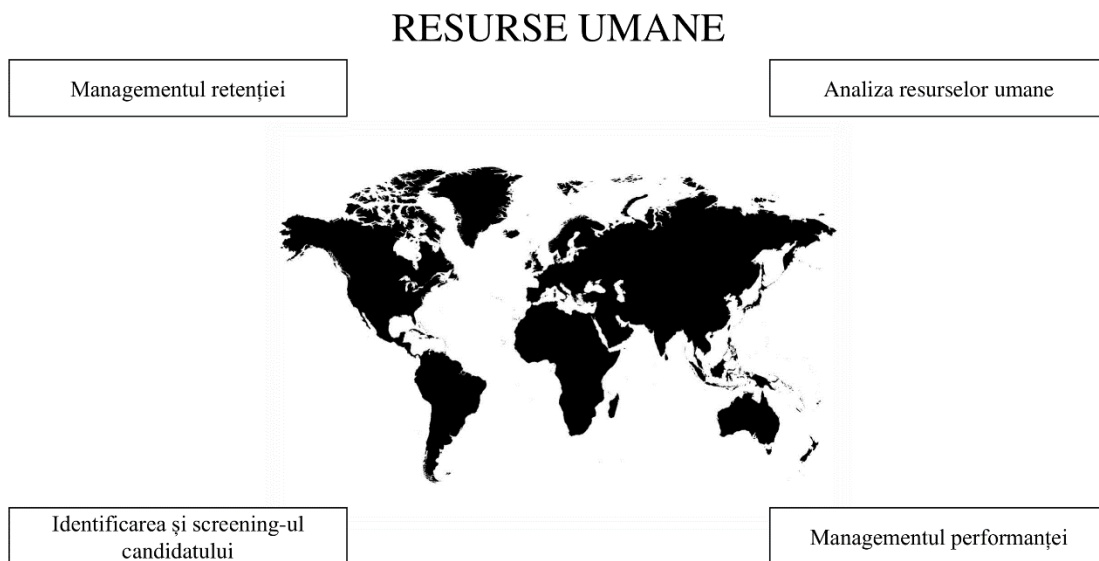 RESURSE UMANE
Managementul retenției
Analiza resurselor umane
Identificarea și screening-ul
candidatului
Managementul performanței